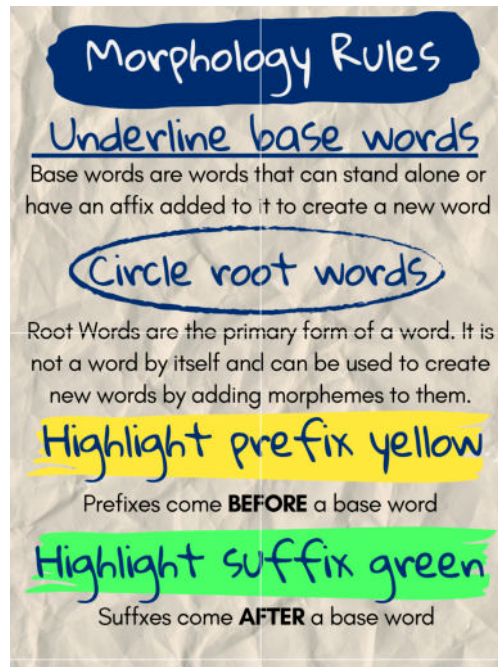 Morphology Rules
Underline base words
Base words are words that can stand alone or
have an affix added to it to create a new word
Circle root words
Root Words are the primary form of a word. It is
not a word by itself and can be used to create
new words by adding morphemes to them.
Highlight prefix yellow
Prefixes come BEFORE a base word
Highlight suffix green
Suffxes come AFTER a base word